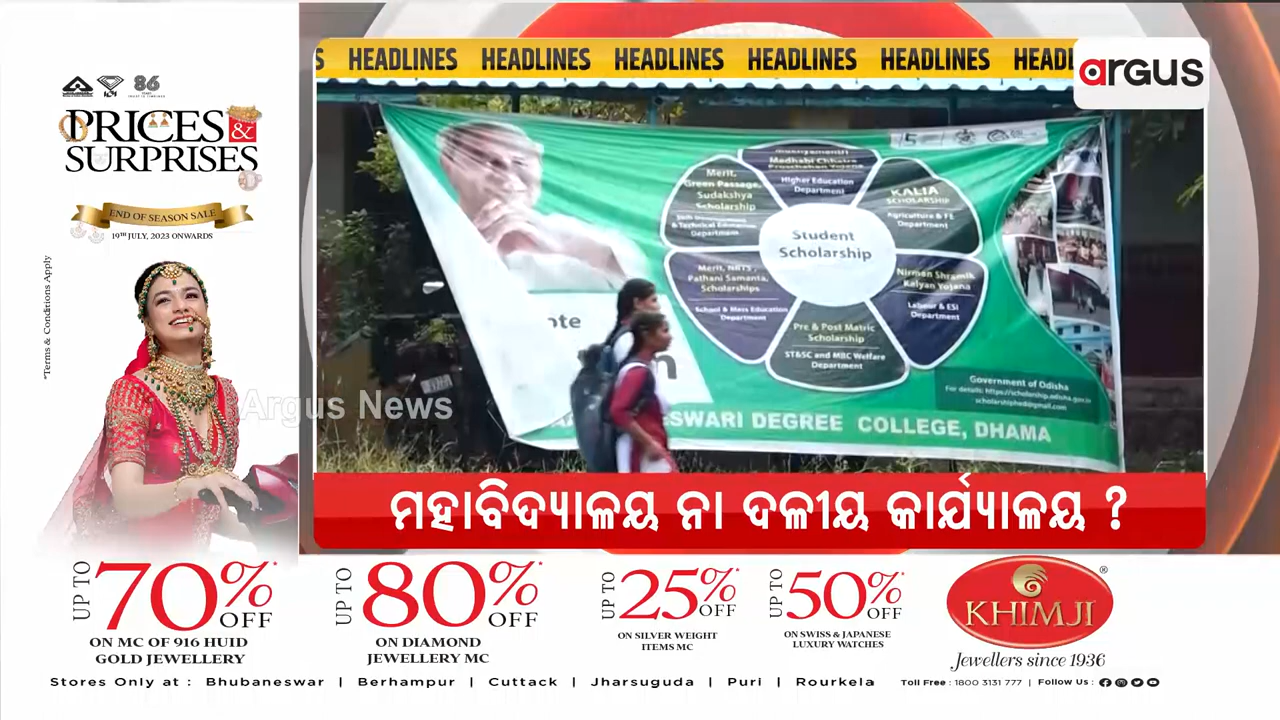 HEADLINES HEADLINES HEADLINES HEADLINES HEADLINES
argus
86
PRICES &
SURPRISES
END OF SEASON SALE
19TH JULY, 2023 ONWARDS
*Terms & Conditions Apply
Argus News
Argus News
Student
Scholarship
Medhabi Chhatra
Protshahan Yojana
Higher Education
Department
KALIA
SCHOLARSHIP
Agriculture & FE
Department
Nirman Shramik
Kalyan Yojana
Labour & ESI
Department
Pre & Post Matric
Scholarship
ST&SC and MBC Welfare
Department
Merit, NRTS,
Pathani Samanta,
Scholarships
School & Mass Education
Department
Merit,
Green Passage,
Sudakshya
Scholarship
Skill Development
& Technical Education
Department
Government of Odisha
For details: https://scholarship.odisha.gov.in
ESWARI DEGREE COLLEGE, DHAMA
ମହାବିଦ୍ୟାଳୟ ନା ଦଳୀୟ କାର୍ଯ୍ୟାଳୟ ?
UP TO 70%* OFF
ON MC OF 916 HUID
GOLD JEWELLERY
UP TO 80%* OFF
ON DIAMOND
JEWELLERY MC
UP TO 25%* OFF
ON SILVER WEIGHT
ITEMS MC
UP TO 50%* OFF
ON SWISS & JAPANESE
LUXURY WATCHES
KHIMJI ®
Jewellers since 1936
Stores Only at : Bhubaneswar | Berhampur | Cuttack | Jharsuguda | Puri | Rourkela
Toll Free : 1800 3131 777 | Follow Us :